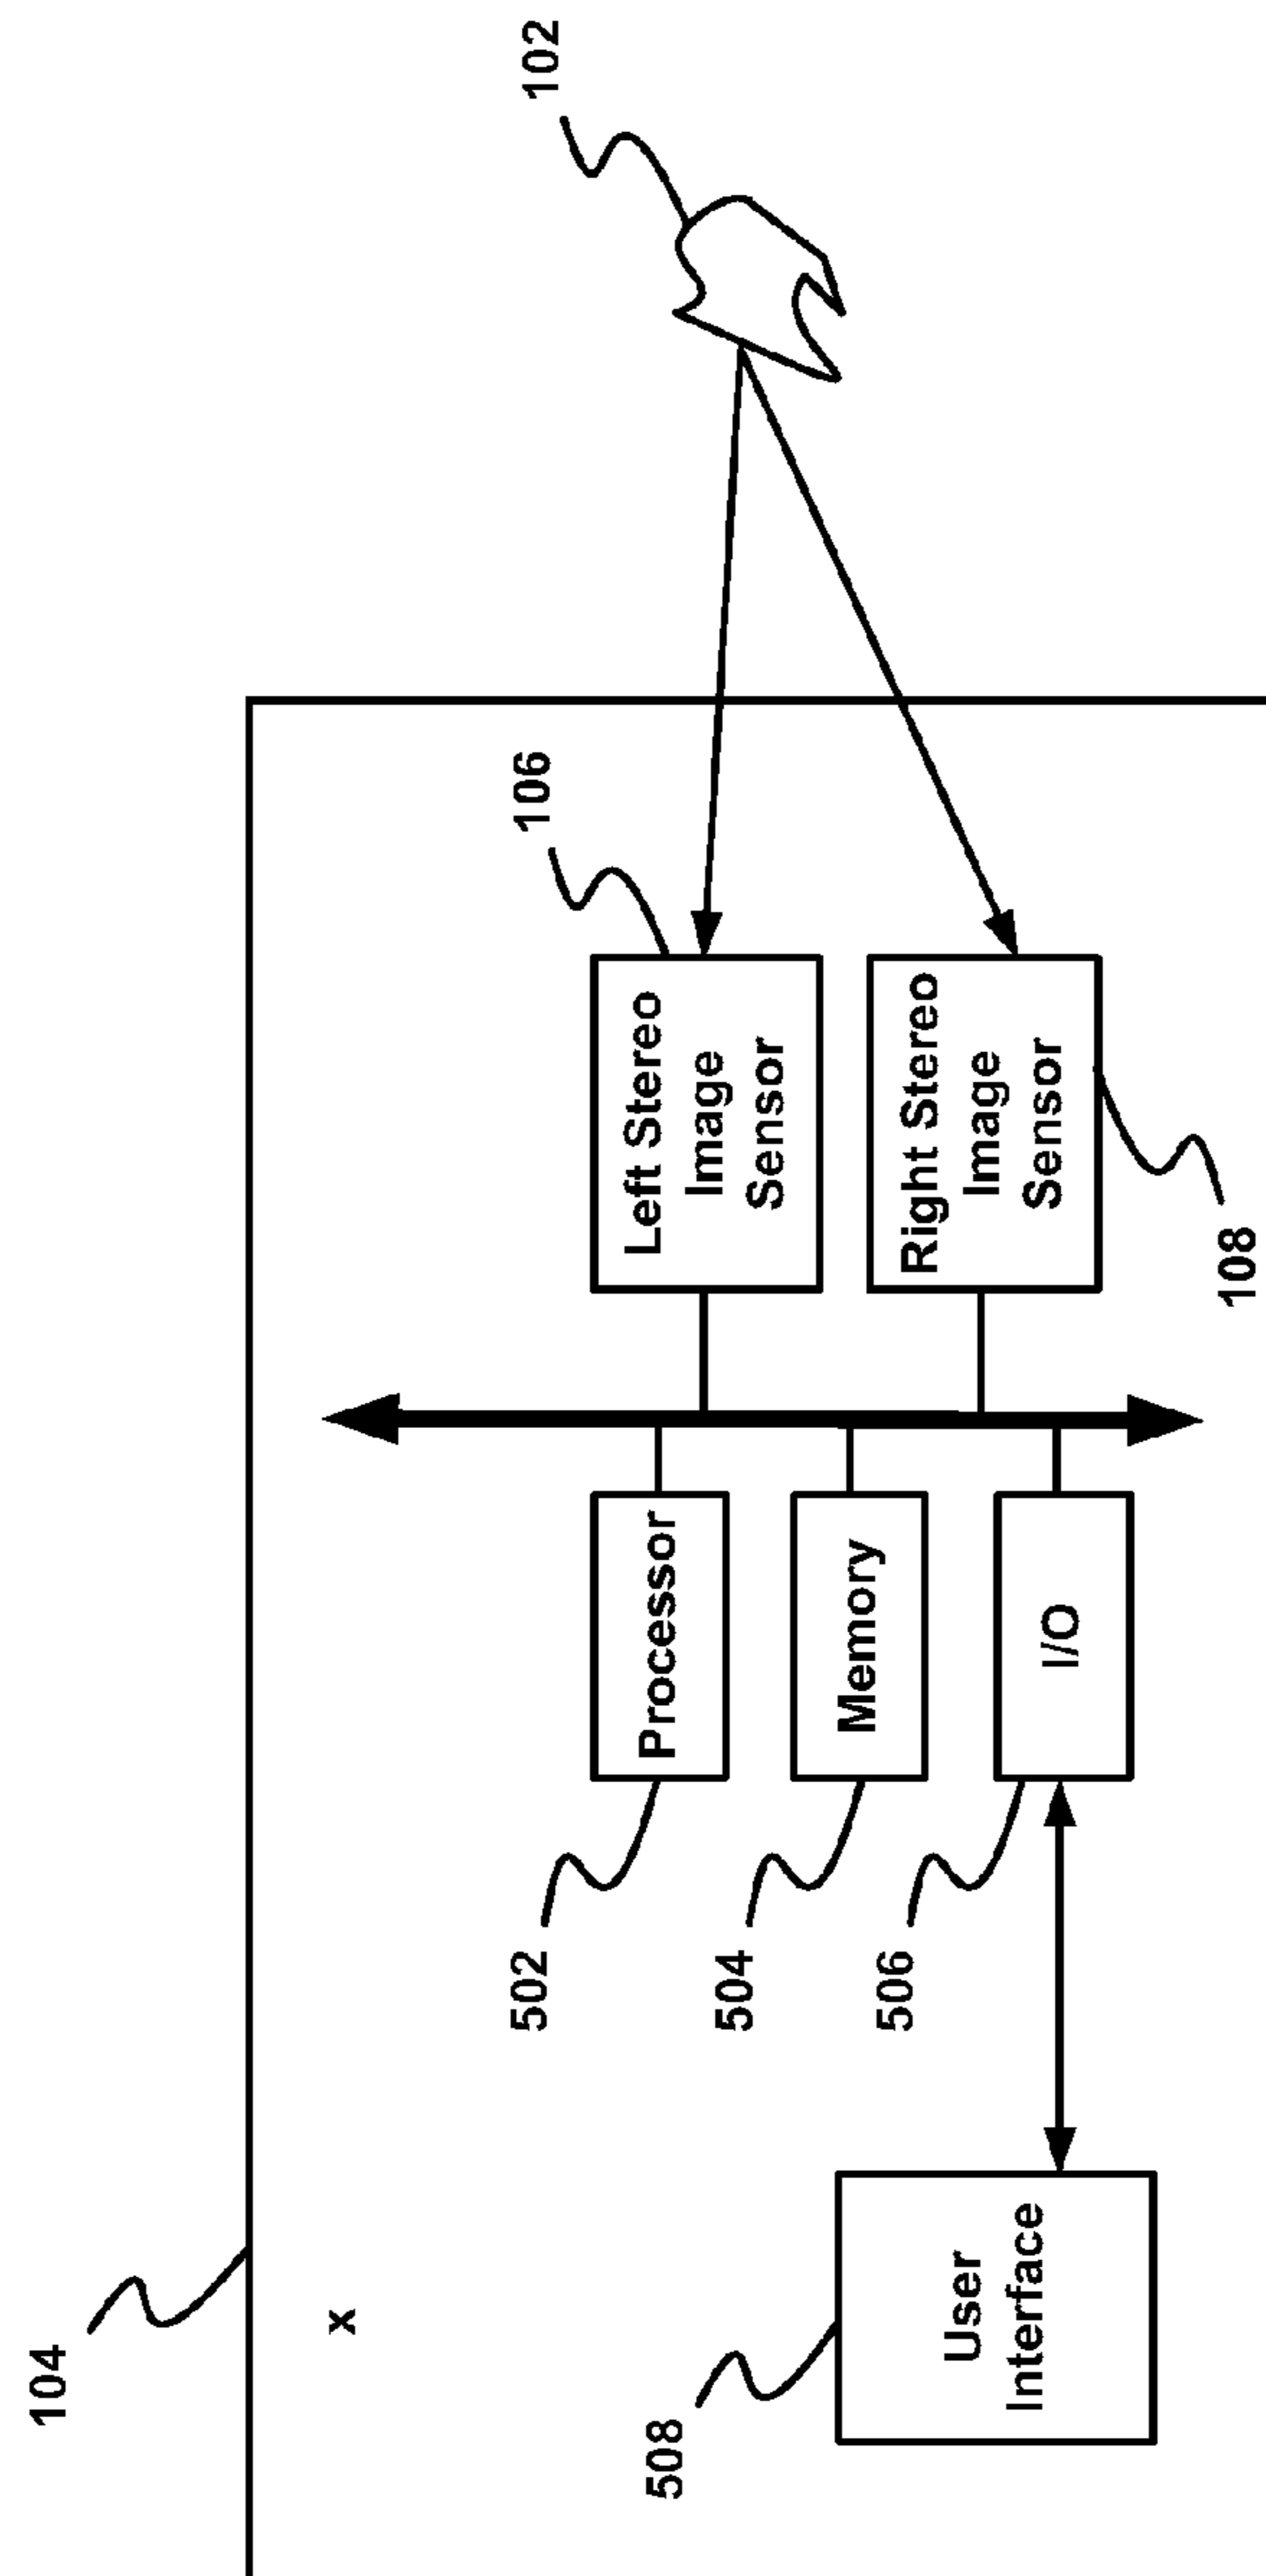 104
x
102
106
Left Stereo
Image
Sensor
Right Stereo
Image
Sensor
108
502
Processor
504
Memory
506
I/O
508
User
Interface